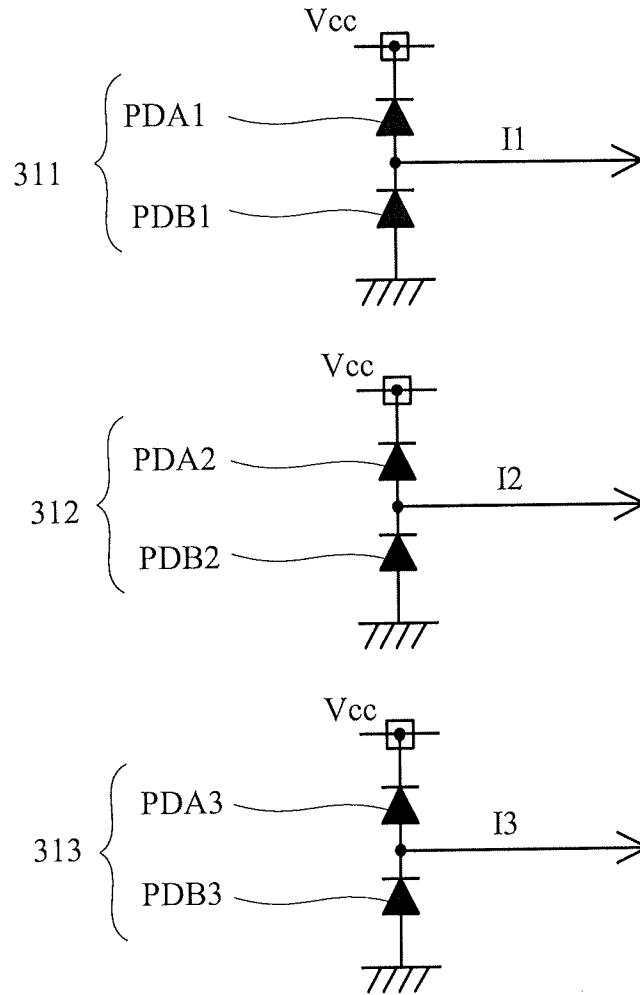 Vcc
PDA1
I1
311
PDB1
Vcc
PDA2
I2
312
PDB2
Vcc
PDA3
I3
313
PDB3